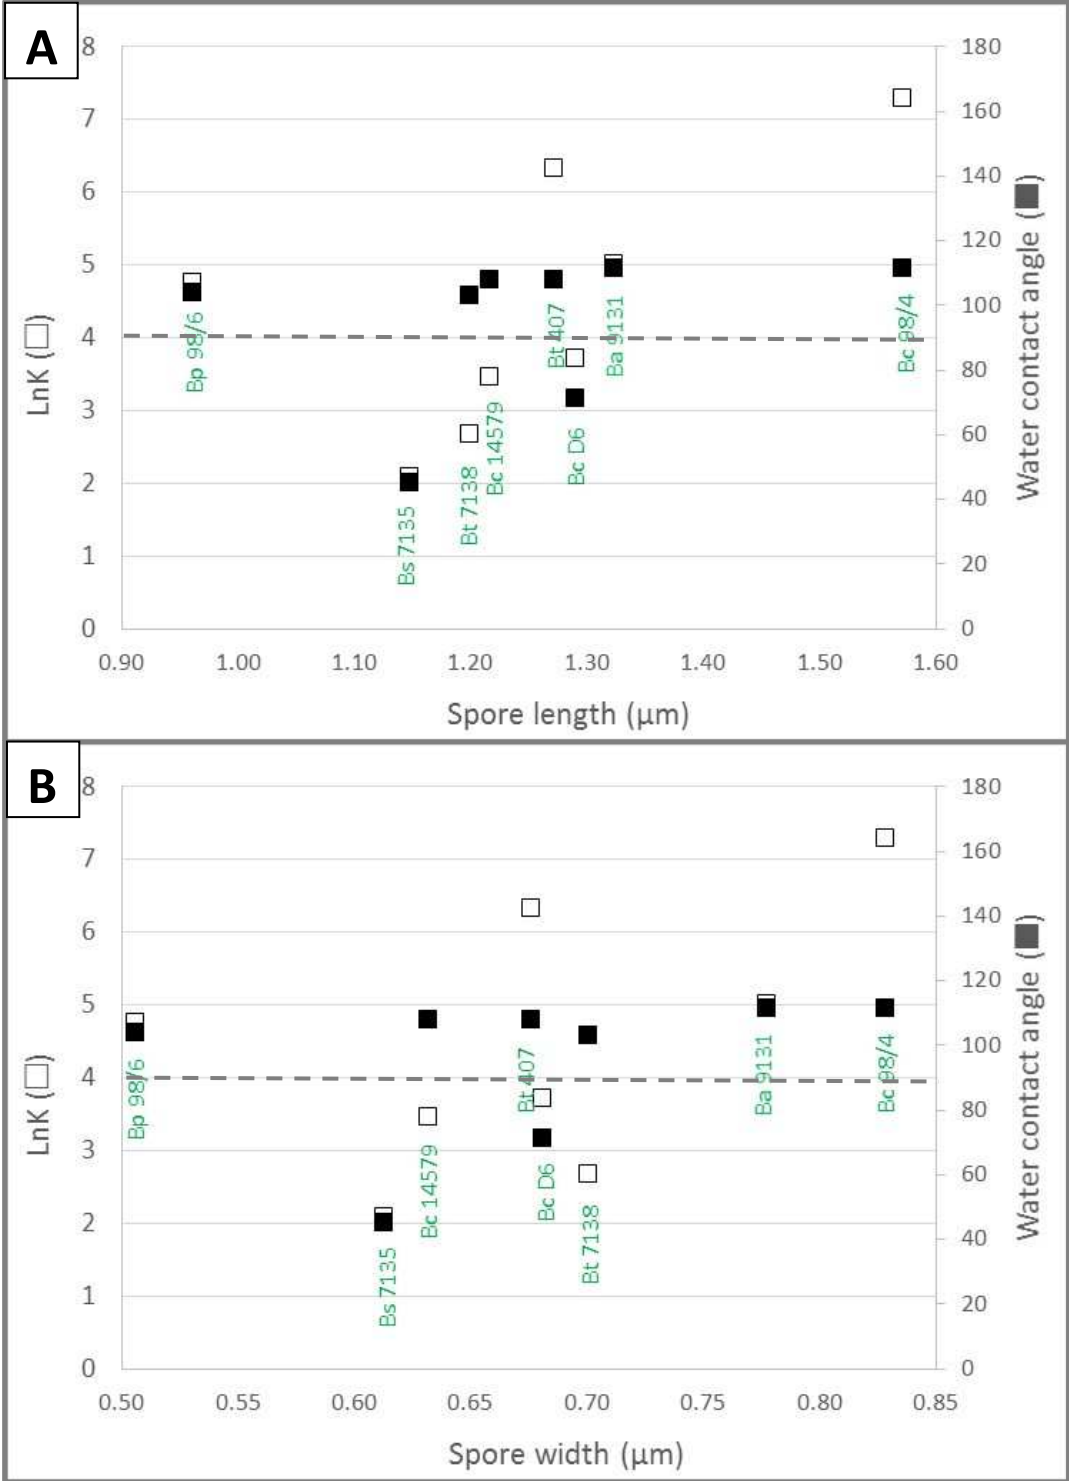 A
8
7
6
5
4
3
2
1
0
180
160
140
120
100
80
60
40
20
0
LnK (□)
Water contact angle (■)
Bp 98/6
Bs 7135
Bt 7138
Bc 14579
Bt 407
Bc D6
Ba 9131
Bc 98/4
0.90 1.00 1.10 1.20 1.30 1.40 1.50 1.60
Spore length (µm)
B
8
7
6
5
4
3
2
1
0
180
160
140
120
100
80
60
40
20
0
LnK (□)
Water contact angle (■)
Bp 98/6
Bs 7135
Bc 14579
Bt 407
Bc D6
Bt 7138
Ba 9131
Bc 98/4
0.50 0.55 0.60 0.65 0.70 0.75 0.80 0.85
Spore width (µm)